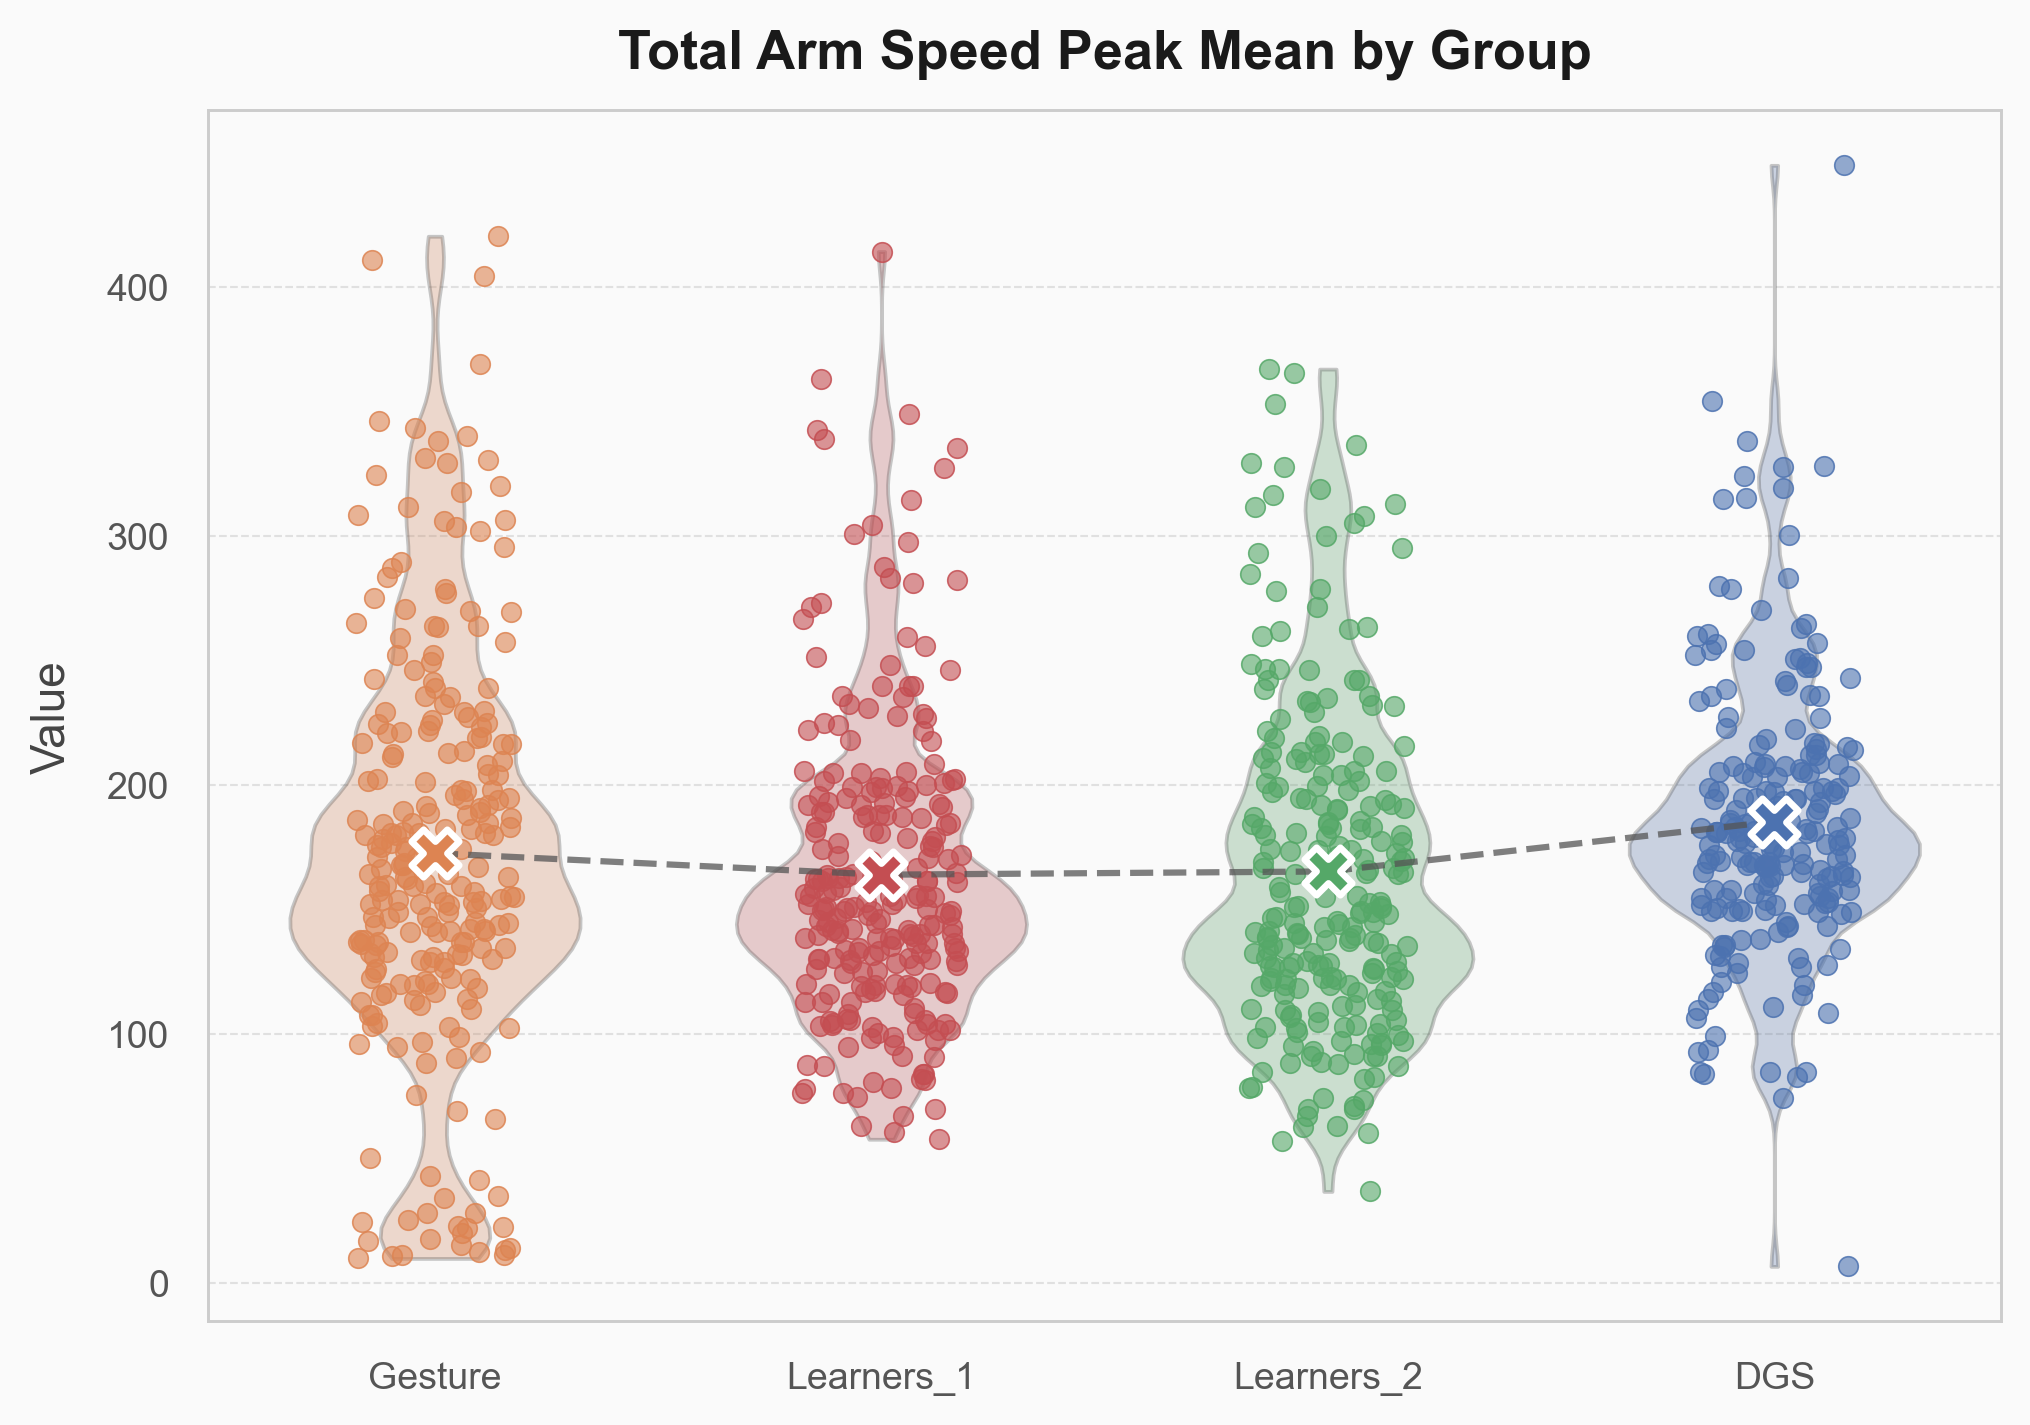 Total Arm Speed Peak Mean by Group
Value
400
300
200
100
0
Gesture
Learners_1
Learners_2
DGS